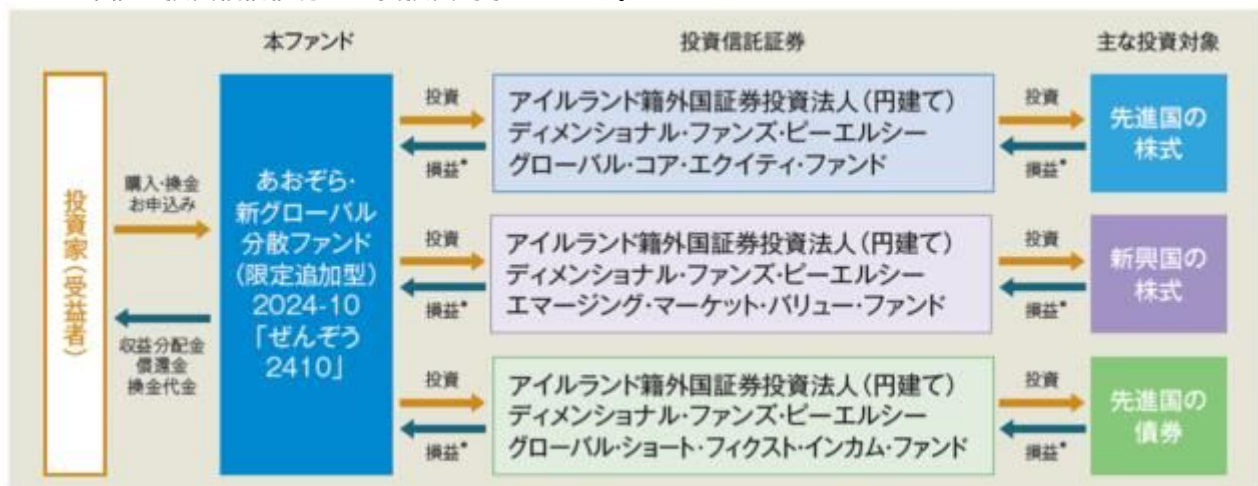 本ファンド
投資信託証券
主な投資対象
投資家(受益者)
購入・換金
お申込み
収益分配金
償還金
換金代金
あおぞら・
新グローバル
分散ファンド
(限定追加型)
2024-10
「ぜんぞう
2410」
投資
損益*
アイルランド籍外国証券投資法人(円建て)
ディメンショナル・ファンズ・ピーエルシー
グローバル・コア・エクイティ・ファンド
投資
損益*
先進国の
株式
投資
損益*
アイルランド籍外国証券投資法人(円建て)
ディメンショナル・ファンズ・ピーエルシー
エマージング・マーケット・バリュー・ファンド
投資
損益*
新興国の
株式
投資
損益*
アイルランド籍外国証券投資法人(円建て)
ディメンショナル・ファンズ・ピーエルシー
グローバル・ショート・フィクスト・インカム・ファンド
投資
損益*
先進国の
債券